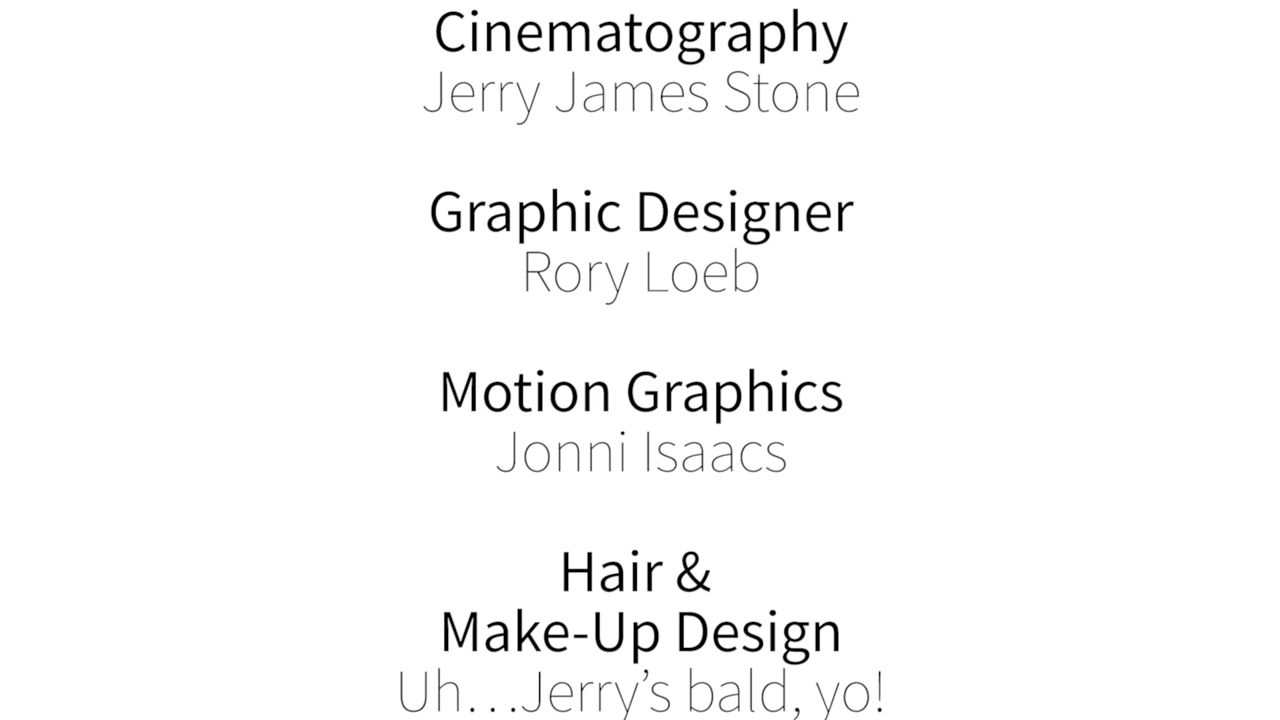 Cinematography
Jerry James Stone
Graphic Designer
Rory Loeb
Motion Graphics
Jonni Isaacs
Hair &
Make-Up Design
Uh…Jerry’s bald, yo!